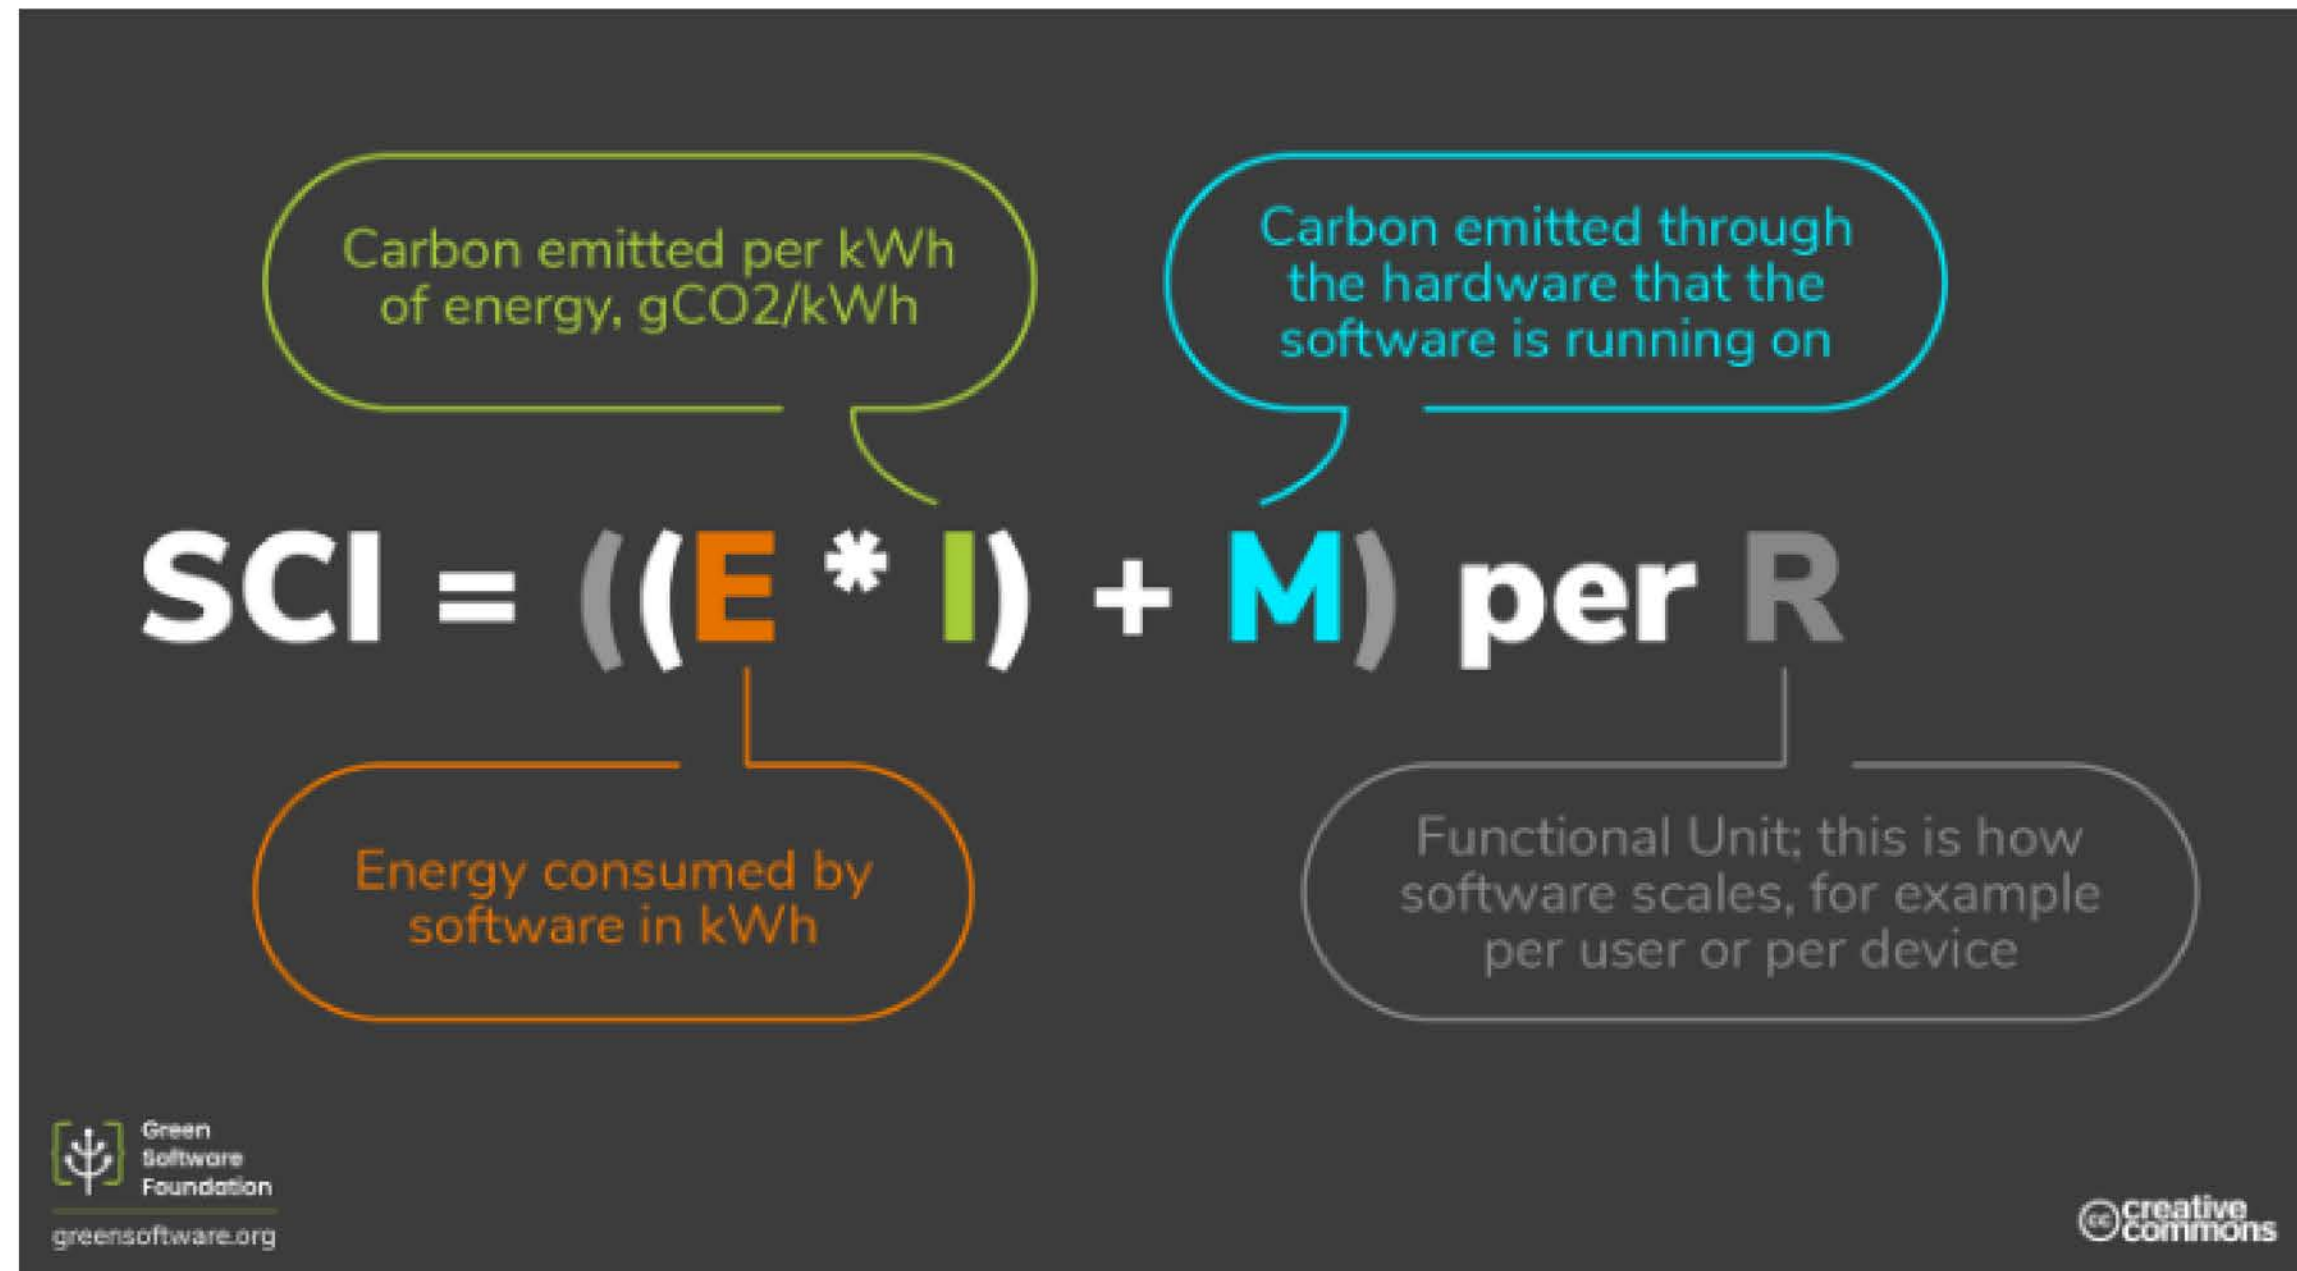 Carbon emitted per kWh
of energy, gCO2/kWh
Carbon emitted through
the hardware that the
software is running on
SCI = ((E * I) + M) per R
Energy consumed by
software in kWh
Functional Unit; this is how
software scales, for example
per user or per device
Green
Software
Foundation
greensoftware.org
cc creative
commons